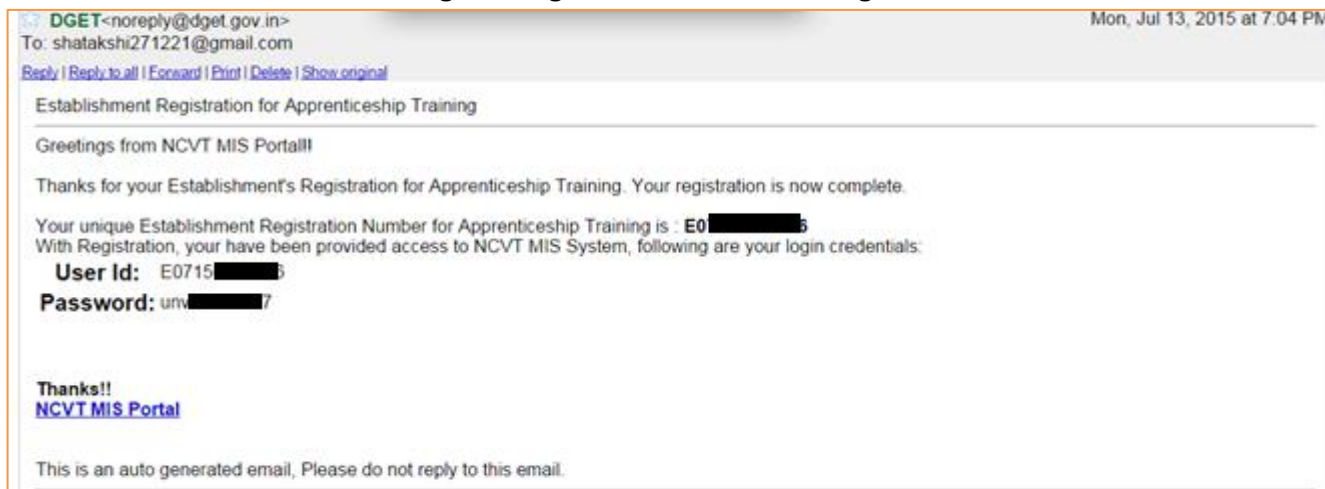 DGET<noreply@dget.gov.in>
Mon, Jul 13, 2015 at 7:04 PM
To: shatakshi271221@gmail.com
Reply | Reply to all | Forward | Print | Delete | Show original
Establishment Registration for Apprenticeship Training
Greetings from NCVT MIS Portal!!
Thanks for your Establishment's Registration for Apprenticeship Training. Your registration is now complete.
Your unique Establishment Registration Number for Apprenticeship Training is : E0 6
With Registration, your have been provided access to NCVT MIS System, following are your login credentials:
User Id: E0715 6
Password: unv 7
Thanks!!
NCVT MIS Portal
This is an auto generated email, Please do not reply to this email.